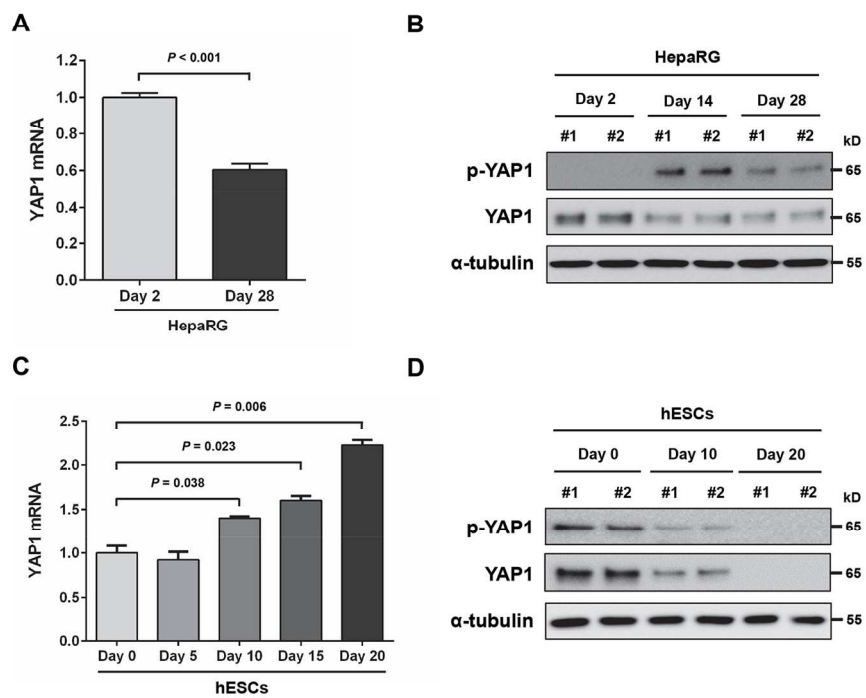 A
P < 0.001
YAP1 mRNA
1.2
1.0
0.8
0.6
0.4
0.2
0.0
Day 2 Day 28
HepaRG
B
HepaRG
Day 2 Day 14 Day 28
#1 #2 #1 #2 #1 #2 kD
p-YAP1 65
YAP1 65
α-tubulin 55
C
P = 0.006
P = 0.023
P = 0.038
YAP1 mRNA
2.5
2.0
1.5
1.0
0.5
0.0
Day 0 Day 5 Day 10 Day 15 Day 20
hESCs
D
hESCs
Day 0 Day 10 Day 20
#1 #2 #1 #2 #1 #2 kD
p-YAP1 65
YAP1 65
α-tubulin 55